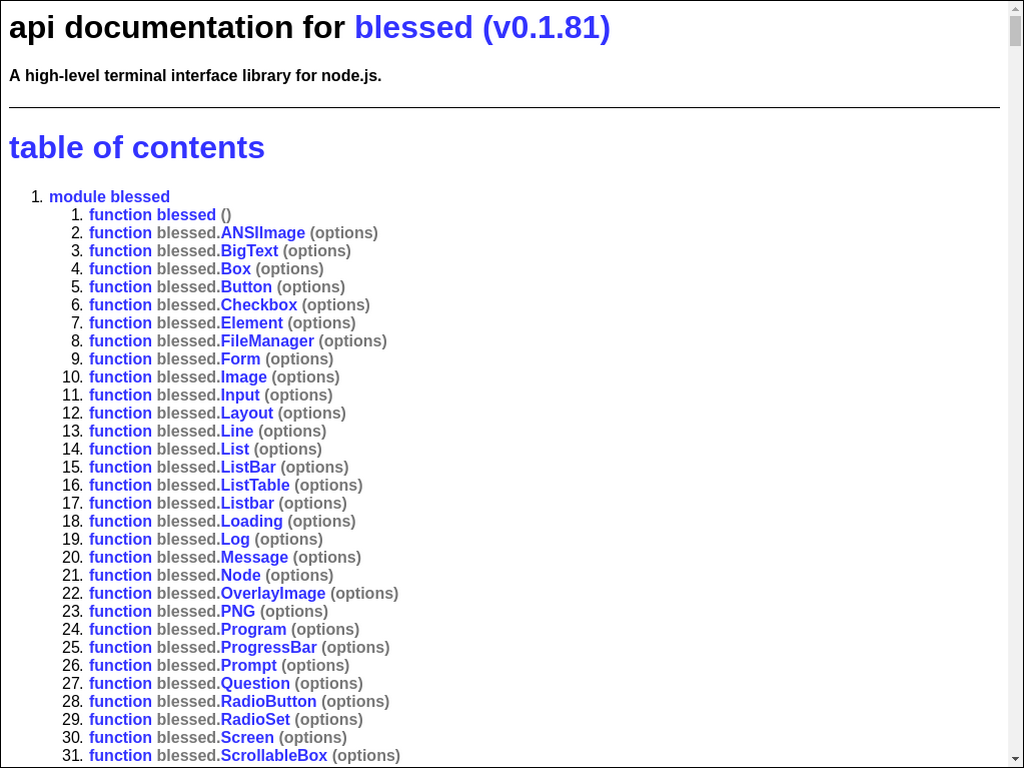 api documentation for blessed (v0.1.81)
A high-level terminal interface library for node.js.
table of contents
1. module blessed
1. function blessed ()
2. function blessed.ANSIImage (options)
3. function blessed.BigText (options)
4. function blessed.Box (options)
5. function blessed.Button (options)
6. function blessed.Checkbox (options)
7. function blessed.Element (options)
8. function blessed.FileManager (options)
9. function blessed.Form (options)
10. function blessed.Image (options)
11. function blessed.Input (options)
12. function blessed.Layout (options)
13. function blessed.Line (options)
14. function blessed.List (options)
15. function blessed.ListBar (options)
16. function blessed.ListTable (options)
17. function blessed.Listbar (options)
18. function blessed.Loading (options)
19. function blessed.Log (options)
20. function blessed.Message (options)
21. function blessed.Node (options)
22. function blessed.OverlayImage (options)
23. function blessed.PNG (options)
24. function blessed.Program (options)
25. function blessed.ProgressBar (options)
26. function blessed.Prompt (options)
27. function blessed.Question (options)
28. function blessed.RadioButton (options)
29. function blessed.RadioSet (options)
30. function blessed.Screen (options)
31. function blessed.ScrollableBox (options)